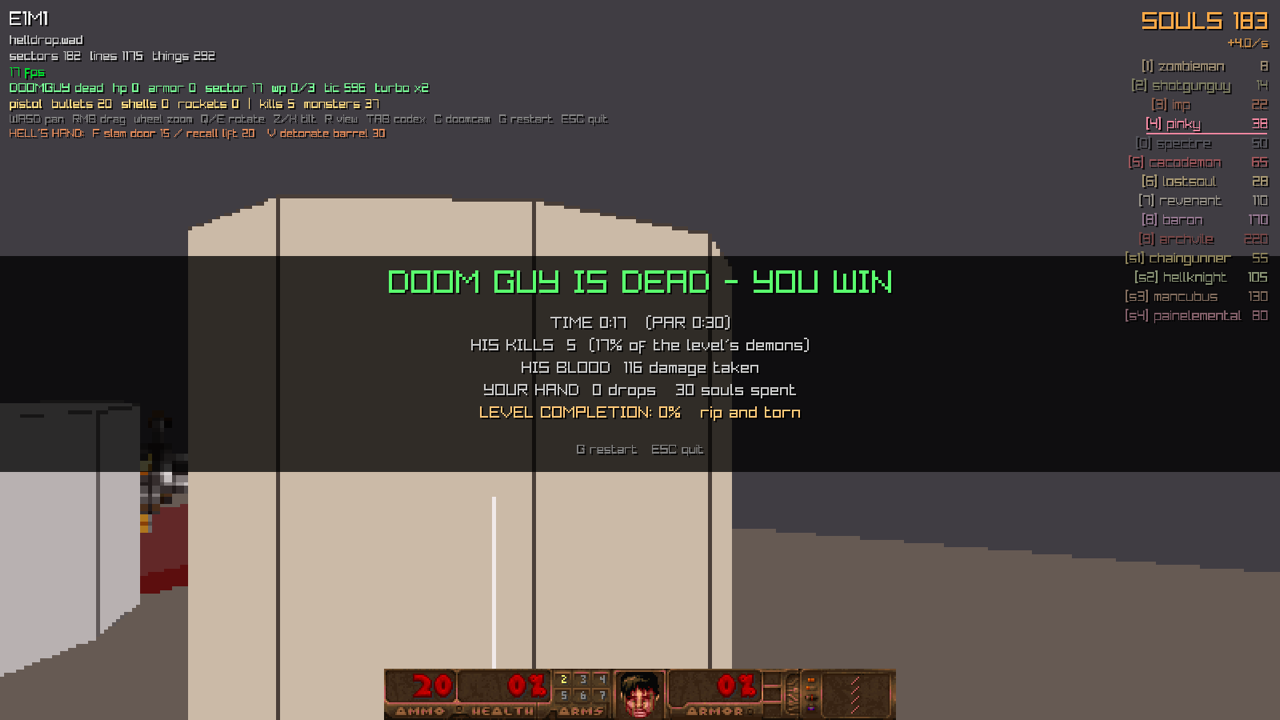 E1M1
helldrop.wad
sectors 182 lines 1175 things 292
17 fps
DOOMGUY dead hp 0 armor 0 sector 17 wp 0/3 tic 596 turbo x2
pistol bullets 20 shells 0 rockets 0 | kills 5 monsters 37
WASD pan RMB drag wheel zoom Q/E rotate Z/X tilt R view TAB codex C doomcam G restart ESC quit
HELL'S HAND: F slam door 15 / recall lift 20 V detonate barrel 30
SOULS 183
+4.0/s
[1] zombieman 8
[2] shotgunguy 14
[3] imp 22
[4] pinky 38
[0] spectre 50
[5] cacodemon 65
[6] lostsoul 28
[7] revenant 110
[8] baron 170
[9] archvile 220
[s1] chaingunner 55
[s2] hellknight 105
[s3] mancubus 130
[s4] painelemental 80
DOOM GUY IS DEAD - YOU WIN
TIME 0:17 (PAR 0:30)
HIS KILLS 5 (17% of the level's demons)
HIS BLOOD 116 damage taken
YOUR HAND 0 drops 30 souls spent
LEVEL COMPLETION: 0% rip and torn
G restart ESC quit
20 0% 2 3 4 0%
5 6 7
AMMO HEALTH ARMS ARMOR